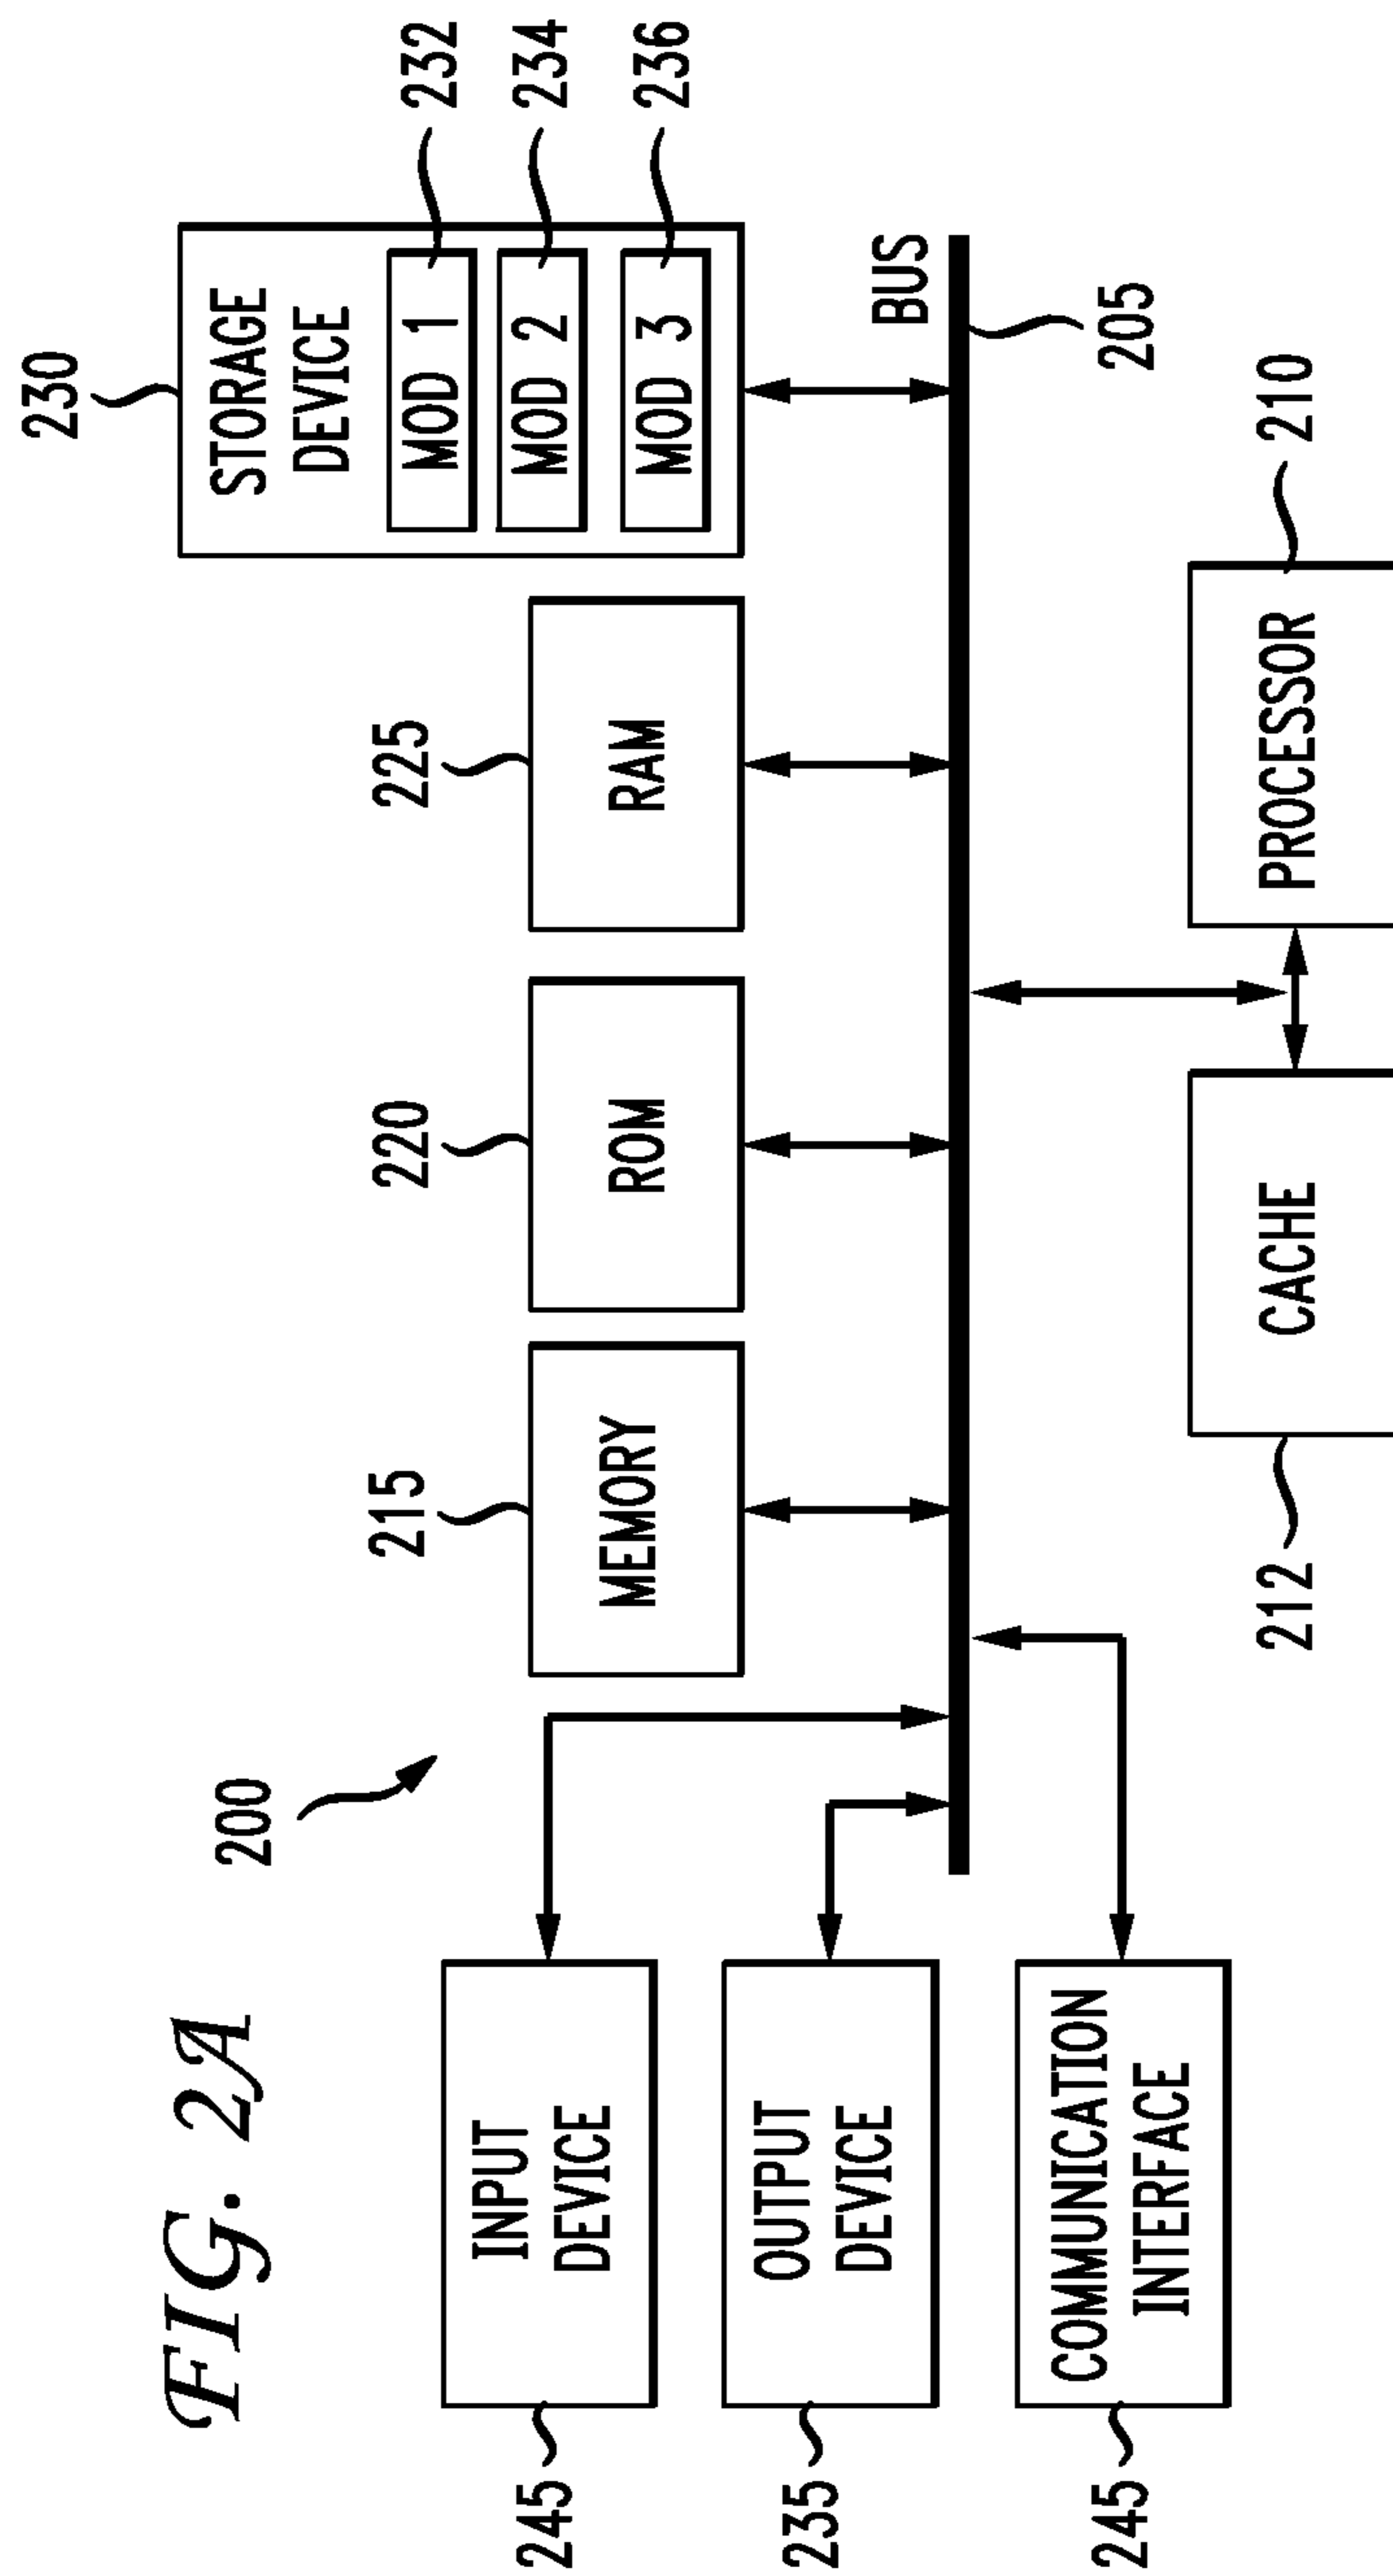 FIG. 2A
200
230
STORAGE
DEVICE
MOD 1
232
MOD 2
234
MOD 3
236
215
220
225
MEMORY
ROM
RAM
245
INPUT
DEVICE
235
OUTPUT
DEVICE
245
COMMUNICATION
INTERFACE
BUS
205
212
CACHE
PROCESSOR
210